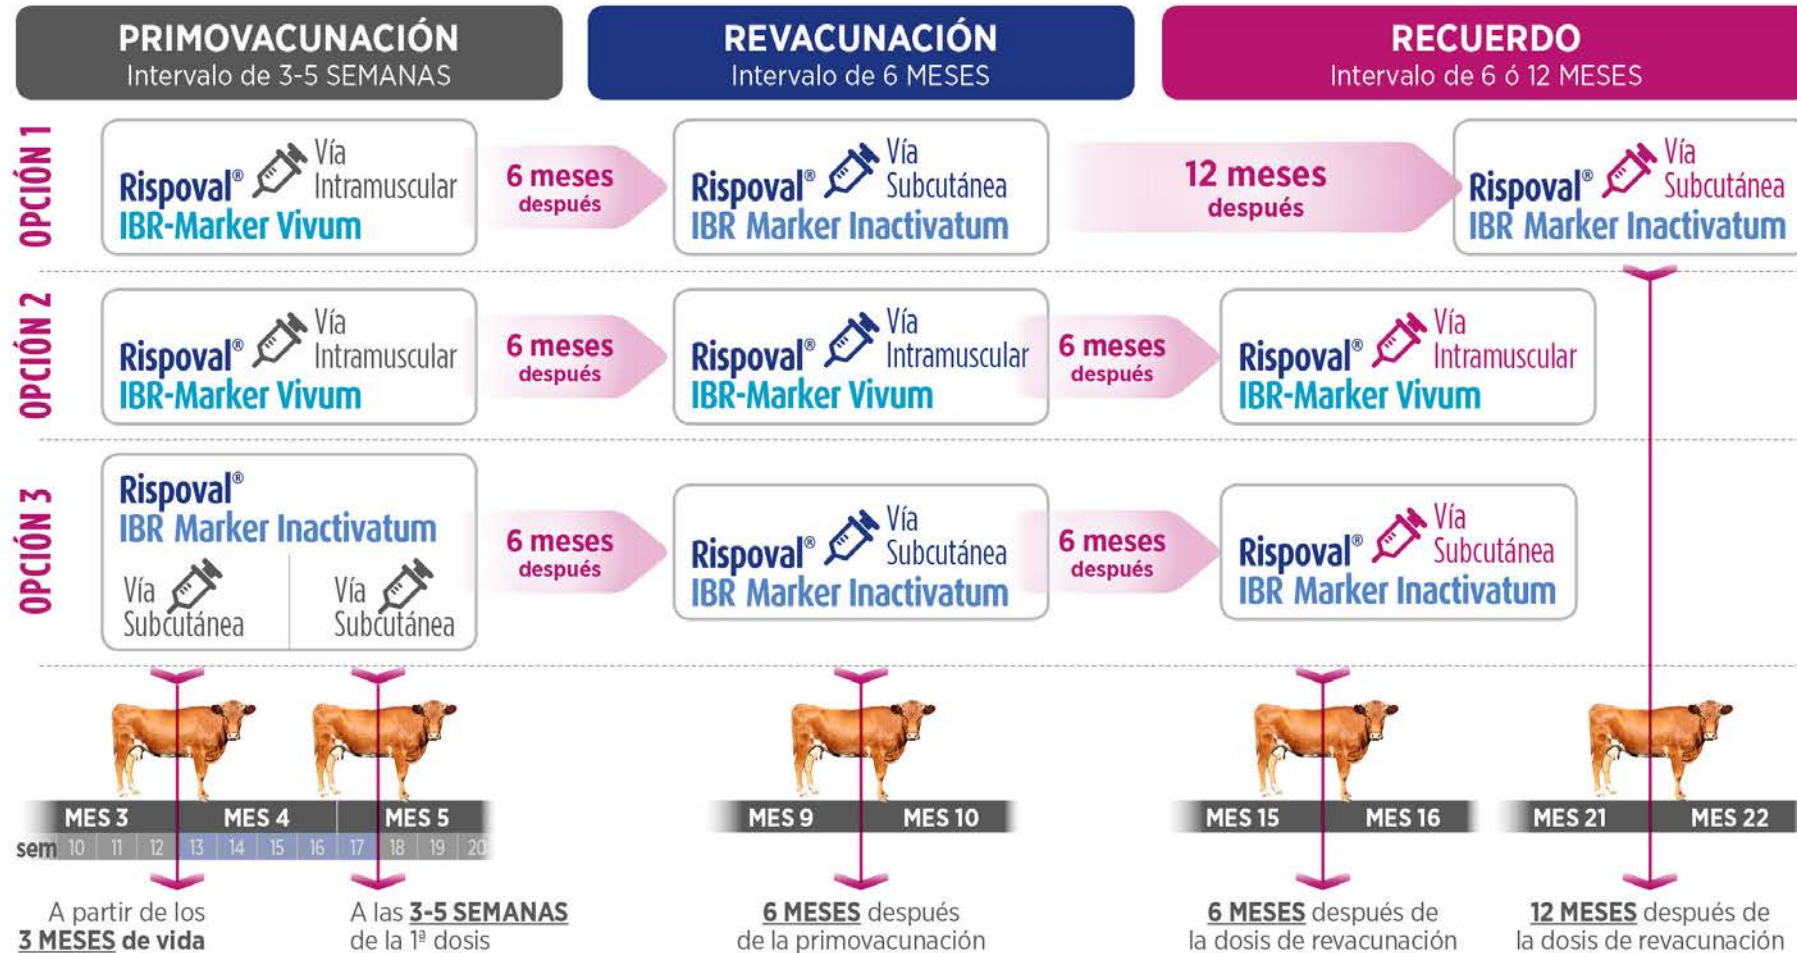 PRIMOVACUNACIÓN
Intervalo de 3-5 SEMANAS
REVACUNACIÓN
Intervalo de 6 MESES
RECUERDO
Intervalo de 6 ó 12 MESES
OPCIÓN 1
Rispoval® Vía Intramuscular
IBR-Marker Vivum
6 meses
después
Rispoval® Vía Subcutánea
IBR Marker Inactivatum
12 meses
después
Rispoval® Vía Subcutánea
IBR Marker Inactivatum
OPCIÓN 2
Rispoval® Vía Intramuscular
IBR-Marker Vivum
6 meses
después
Rispoval® Vía Intramuscular
IBR-Marker Vivum
6 meses
después
Rispoval® Vía Intramuscular
IBR-Marker Vivum
OPCIÓN 3
Rispoval®
IBR Marker Inactivatum
Vía
Subcutánea
Vía
Subcutánea
6 meses
después
Rispoval® Vía Subcutánea
IBR Marker Inactivatum
6 meses
después
Rispoval® Vía Subcutánea
IBR Marker Inactivatum
MES 3 MES 4 MES 5
sem 10 11 12 13 14 15 16 17 18 19 20
MES 9 MES 10
MES 15 MES 16
MES 21 MES 22
A partir de los
3 MESES de vida
A las 3-5 SEMANAS
de la 1ª dosis
6 MESES después
de la primovacunación
6 MESES después de
la dosis de revacunación
12 MESES después de
la dosis de revacunación